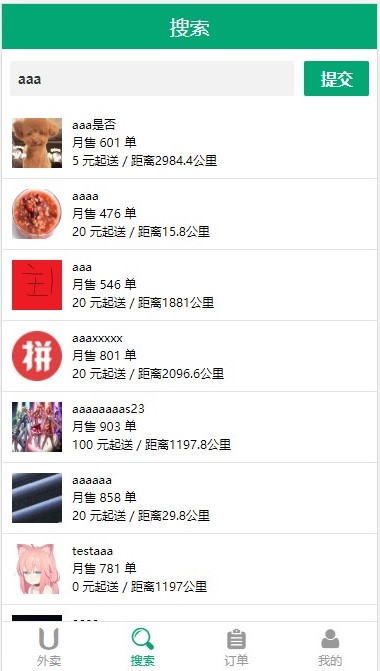 搜索
aaa
提交
aaa是否
月售 601 单
5 元起送 / 距离2984.4公里
aaaa
月售 476 单
20 元起送 / 距离15.8公里
主
aaa
月售 546 单
20 元起送 / 距离1881公里
拼
aaaxxxxx
月售 801 单
20 元起送 / 距离2096.6公里
aaaaaaaas23
月售 903 单
100 元起送 / 距离1197.8公里
aaaaaa
月售 858 单
20 元起送 / 距离29.8公里
testaaa
月售 781 单
0 元起送 / 距离1197公里
外卖
搜索
订单
我的